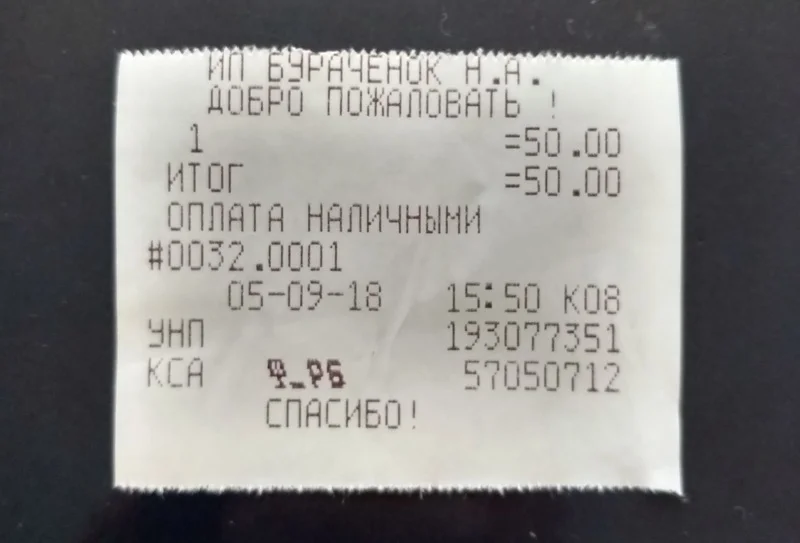 ИП БУРАЧЕНОК Н.А.
ДОБРО ПОЖАЛОВАТЬ !
1 =50.00
ИТОГ =50.00
ОПЛАТА НАЛИЧНЫМИ
#0032.0001
05-09-18 15:50 К08
УНП 193077351
КСА 57050712
СПАСИБО!